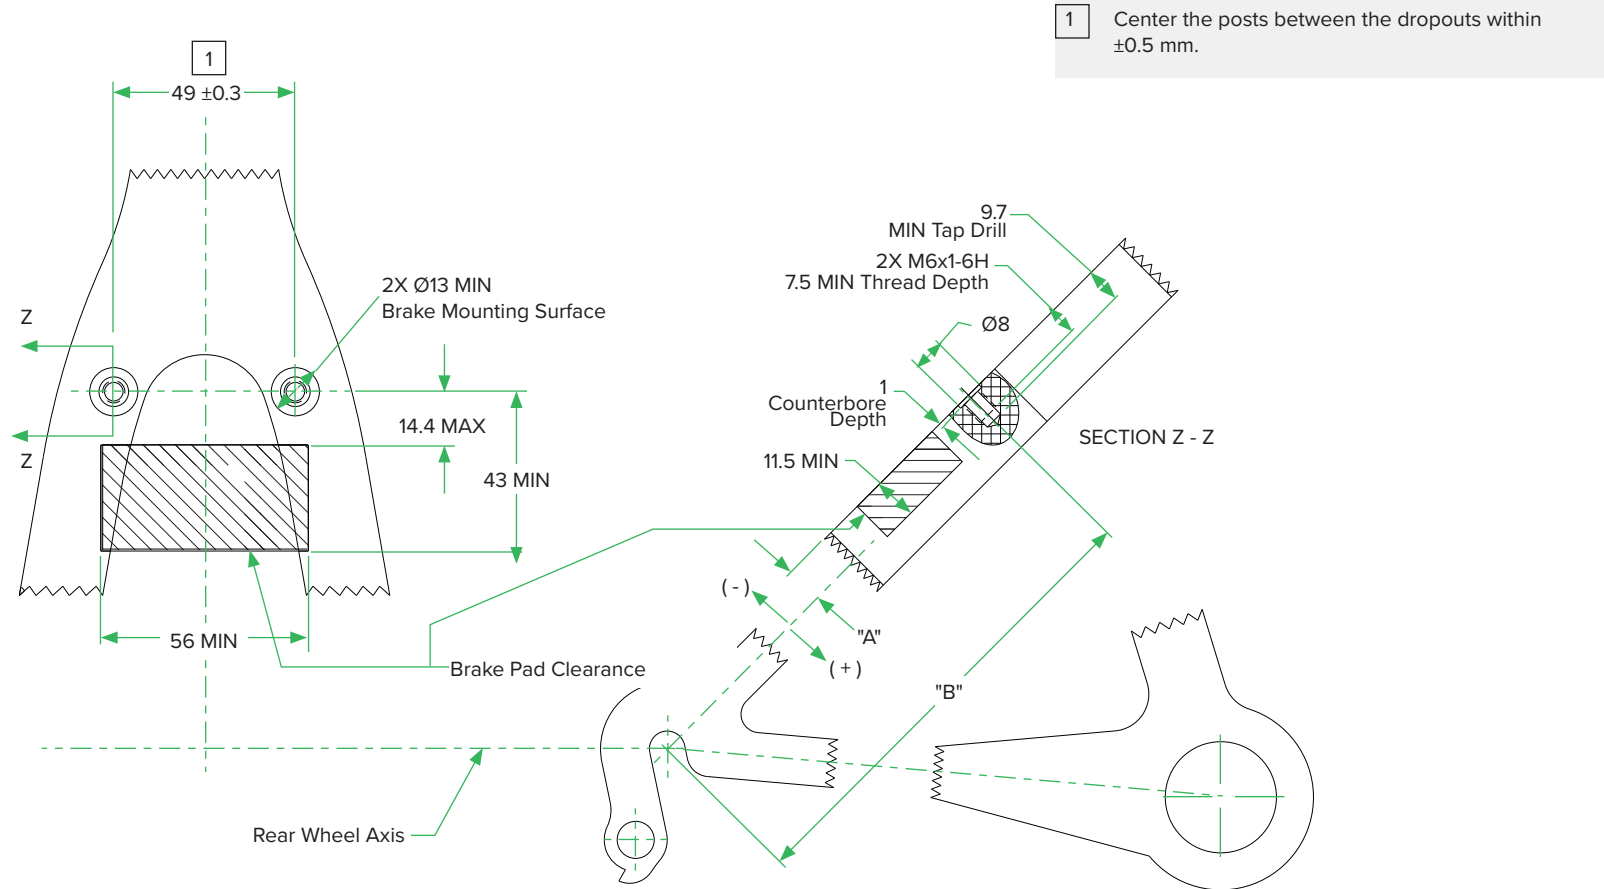 1 Center the posts between the dropouts within
±0.5 mm.
1
49 ±0.3
9.7
MIN Tap Drill
2X M6x1-6H
7.5 MIN Thread Depth
2X Ø13 MIN
Brake Mounting Surface
Z
Ø8
1
Counterbore
Depth
14.4 MAX
SECTION Z - Z
Z
11.5 MIN
43 MIN
( - )
"A"
56 MIN
Brake Pad Clearance
( + )
"B"
Rear Wheel Axis